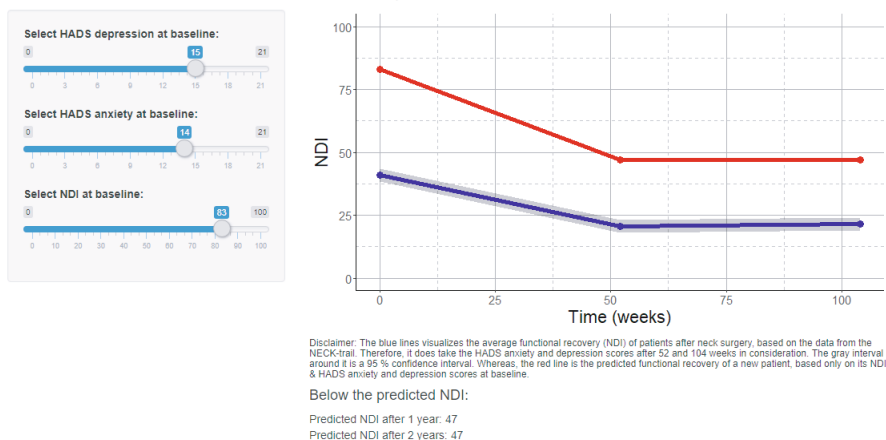 Select HADS depression at baseline:
0 15 21
0 3 6 9 12 15 18 21
Select HADS anxiety at baseline:
0 14 21
0 3 6 9 12 15 18 21
Select NDI at baseline:
0 83 100
0 10 20 30 40 50 60 70 80 90 100
NDI
100
75
50
25
0
0 25 50 75 100
Time (weeks)
Disclaimer: The blue lines visualizes the average functional recovery (NDI) of patients after neck surgery, based on the data from the
NECK-trail. Therefore, it does take the HADS anxiety and depression scores after 52 and 104 weeks in consideration. The gray interval
around it is a 95 % confidence interval. Whereas, the red line is the predicted functional recovery of a new patient, based only on its NDI
& HADS anxiety and depression scores at baseline.
Below the predicted NDI:
Predicted NDI after 1 year: 47
Predicted NDI after 2 years: 47